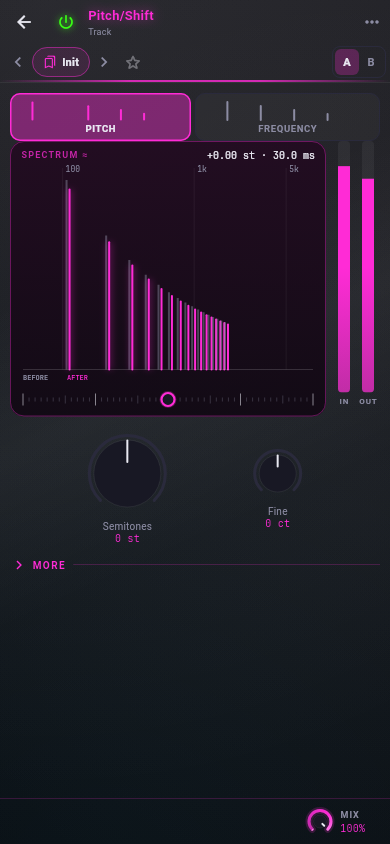 Pitch/Shift
Track
Init
A
B
PITCH
FREQUENCY
SPECTRUM ≈
+0.00 st · 30.0 ms
100
1k
5k
BEFORE
AFTER
IN
OUT
Semitones
0 st
Fine
0 ct
MORE
MIX
100%